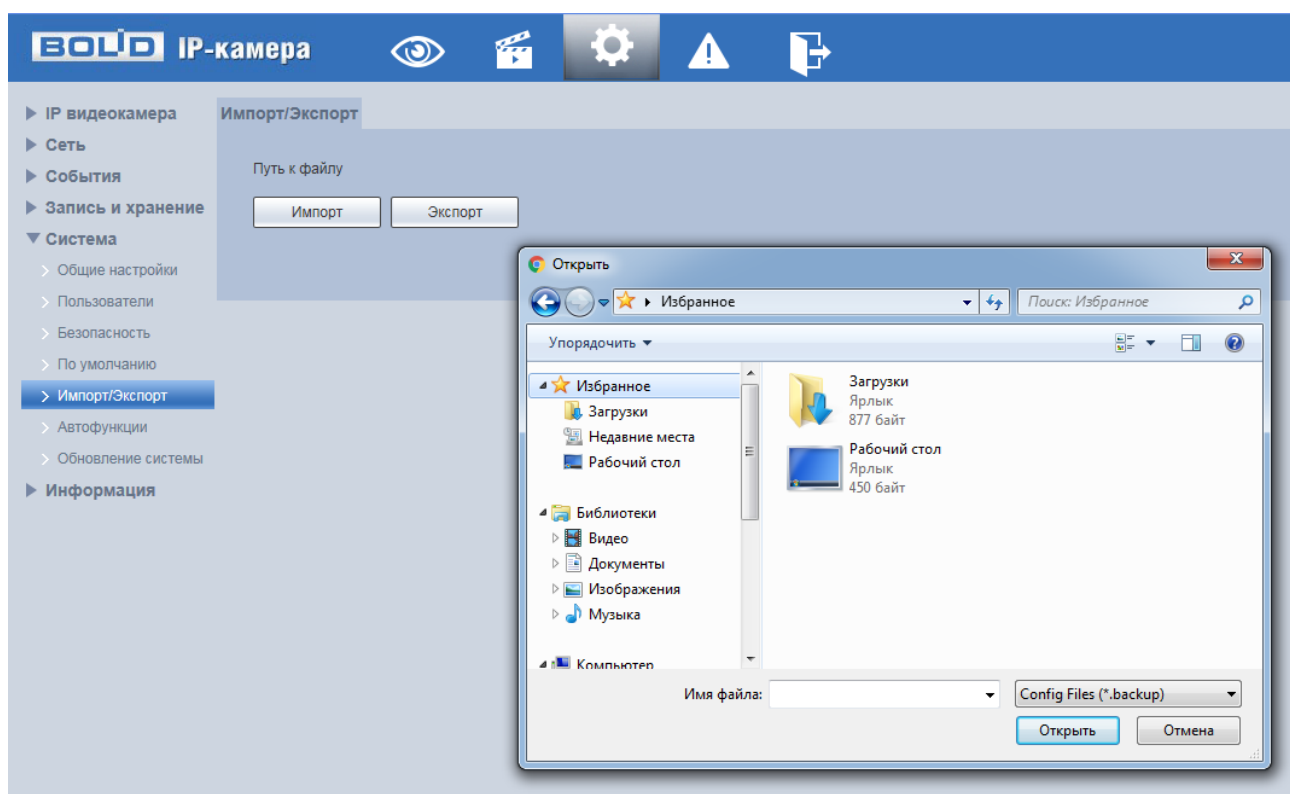 BOLID IP-камера
IP видеокамера
Сеть
События
Запись и хранение
Система
Общие настройки
Пользователи
Безопасность
По умолчанию
Импорт/Экспорт
Автофункции
Обновление системы
Информация
Импорт/Экспорт
Путь к файлу
Импорт Экспорт
Открыть
Избранное
Поиск: Избранное
Упорядочить
Избранное
Загрузки
Недавние места
Рабочий стол
Библиотеки
Видео
Документы
Изображения
Музыка
Компьютер
Загрузки
Ярлык
877 байт
Рабочий стол
Ярлык
450 байт
Имя файла:
Config Files (*.backup)
Открыть Отмена